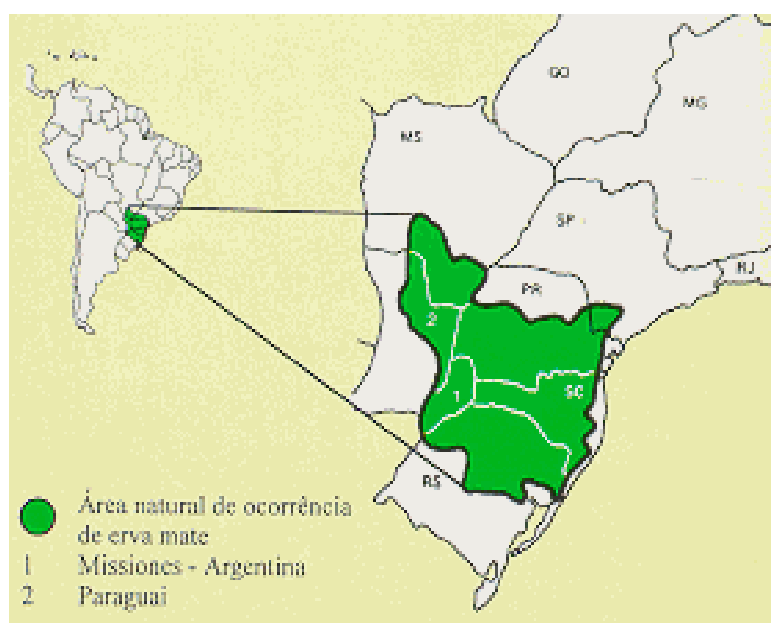 GO
MG
MS
SP
RJ
PR
2
1
SC
RS
Área natural de ocorrência
de erva mate
1 Missiones - Argentina
2 Paraguai